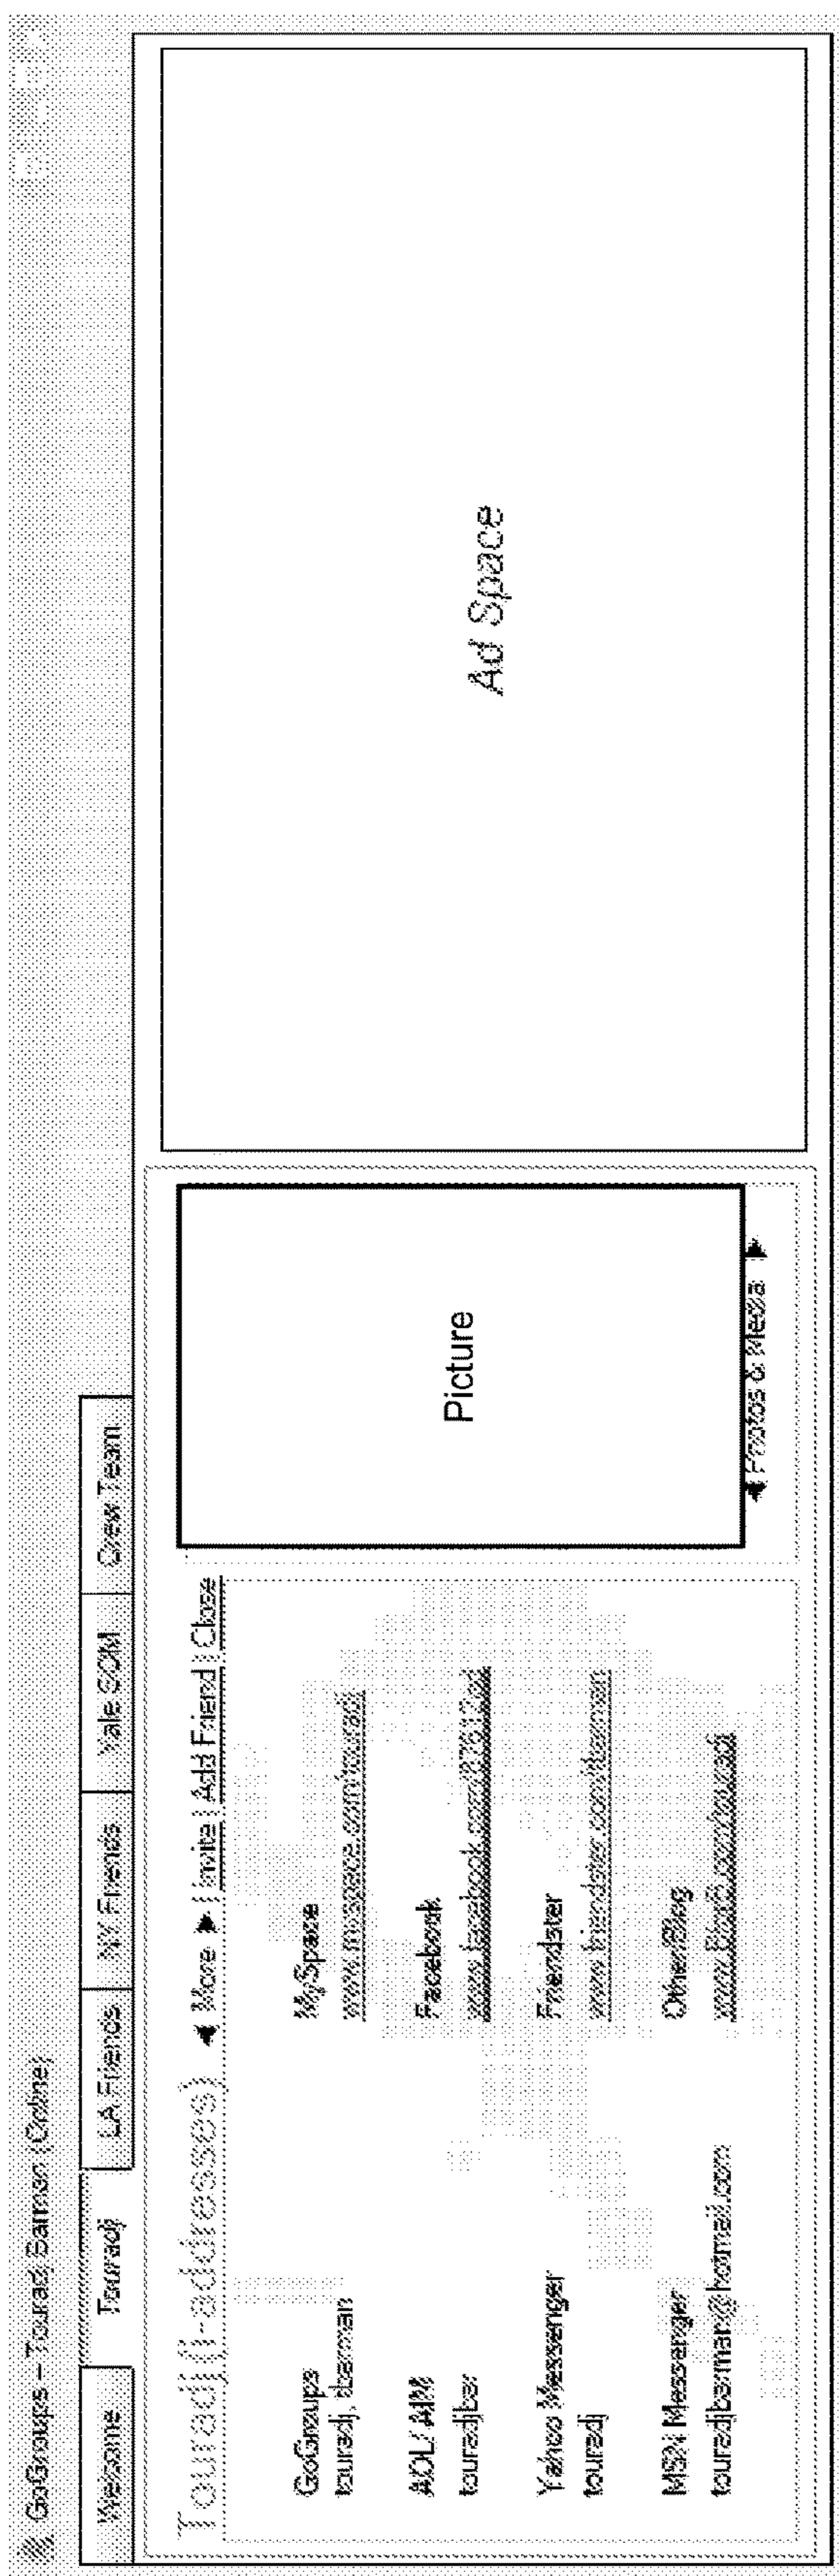 GoGroups – Touradj Barman (Online)
Welcome
Touradj
LA Friends
NY Friends
Yale SOM
Crew Team
Touradj (I-addresses)
◀ More ▶ | Invite | Add Friend | Close
GoGroups
touradj, tbarman
AOL/ AIM
touradjbar
Yahoo Messenger
touradj
MSN Messenger
touradjbarman@hotmail.com
MySpace
www.myspace.com/touradj
Facebook
Friendster
www.friendster.com/tbarman
Other/Blog
Picture
◀ Photos & Media ▶
Ad Space